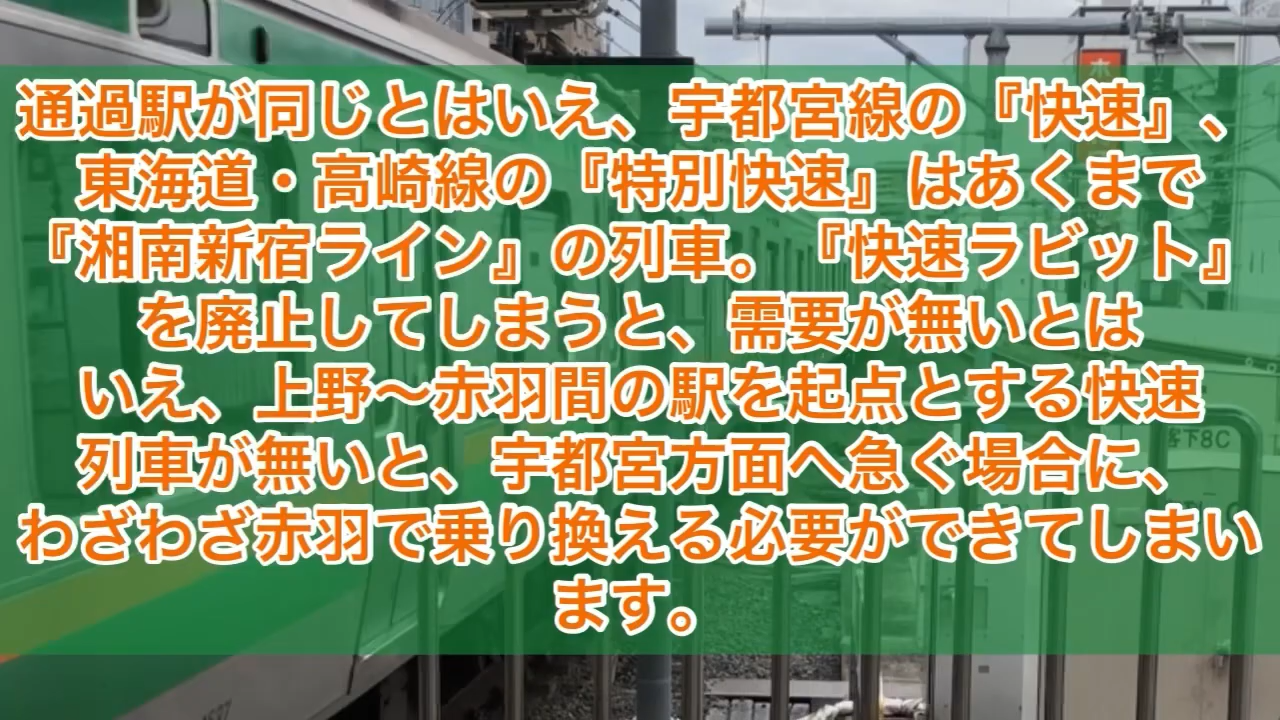 通過駅が同じとはいえ、宇都宮線の『快速』、
東海道・高崎線の『特別快速』はあくまで
『湘南新宿ライン』の列車。『快速ラビット』
を廃止してしまうと、需要が無いとは
いえ、上野〜赤羽間の駅を起点とする快速
列車が無いと、宇都宮方面へ急ぐ場合に、
わざわざ赤羽で乗り換える必要ができてしまい
ます。
客下8C